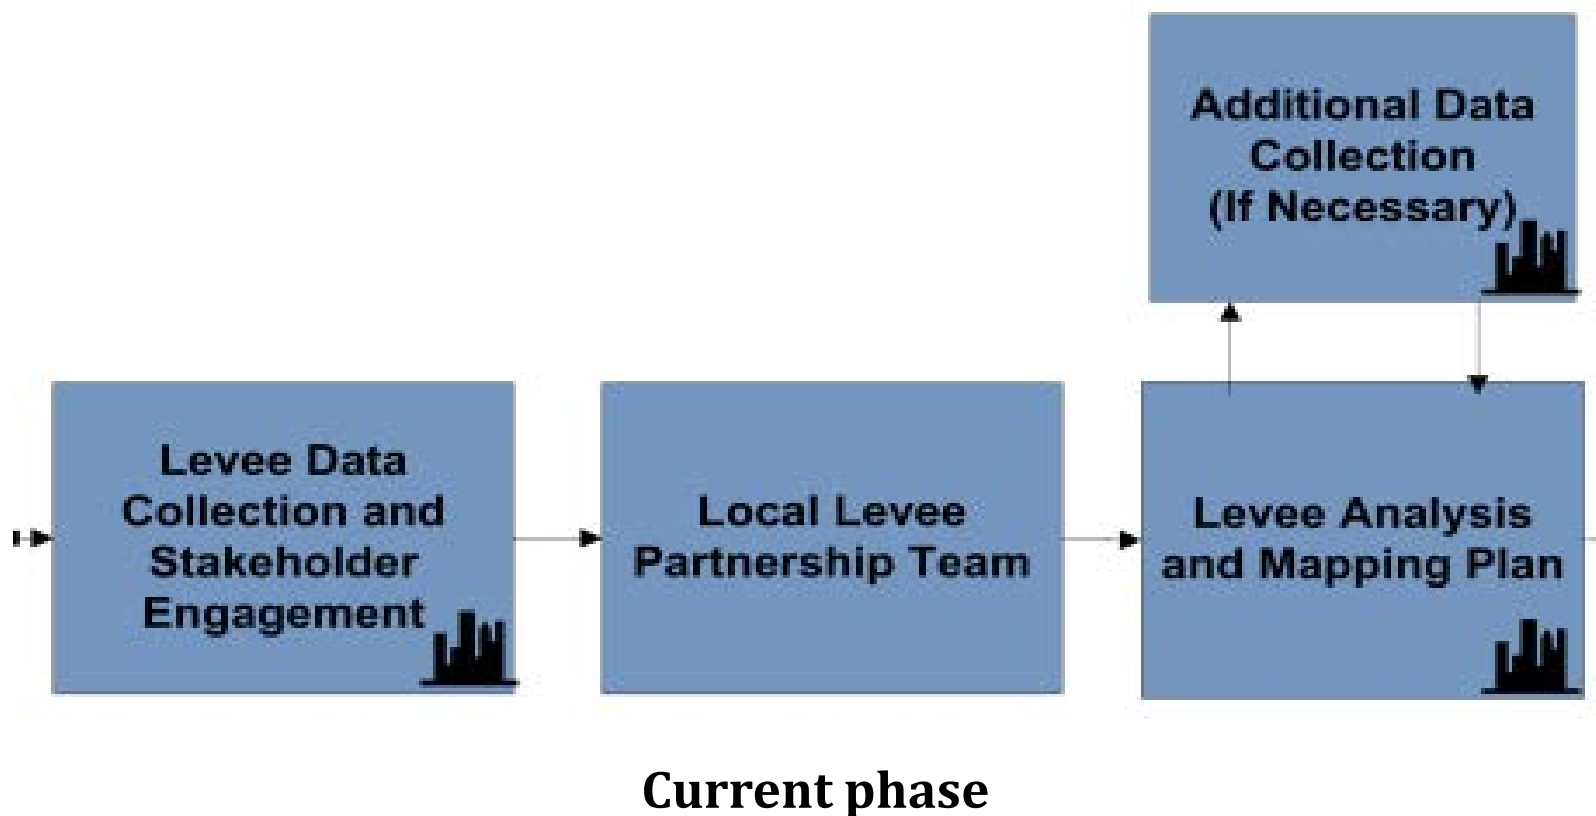 Additional Data
Collection
(If Necessary)
Levee Data
Collection and
Stakeholder
Engagement
Local Levee
Partnership Team
Levee Analysis
and Mapping Plan
Current phase